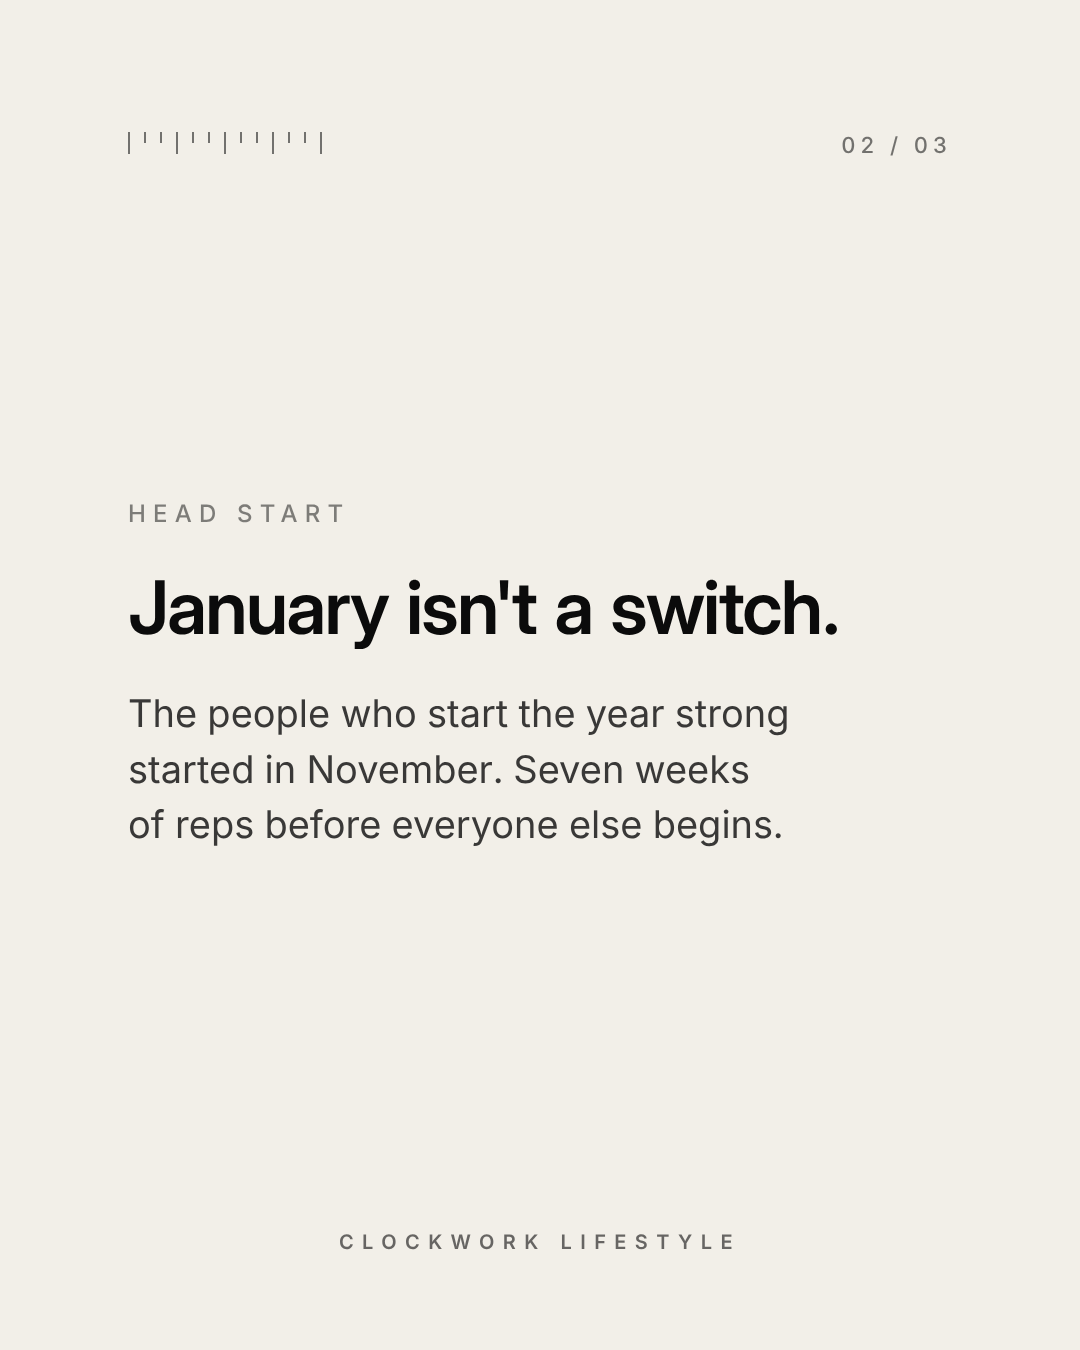 02 / 03
HEAD START
January isn't a switch.
The people who start the year strong
started in November. Seven weeks
of reps before everyone else begins.
CLOCKWORK LIFESTYLE